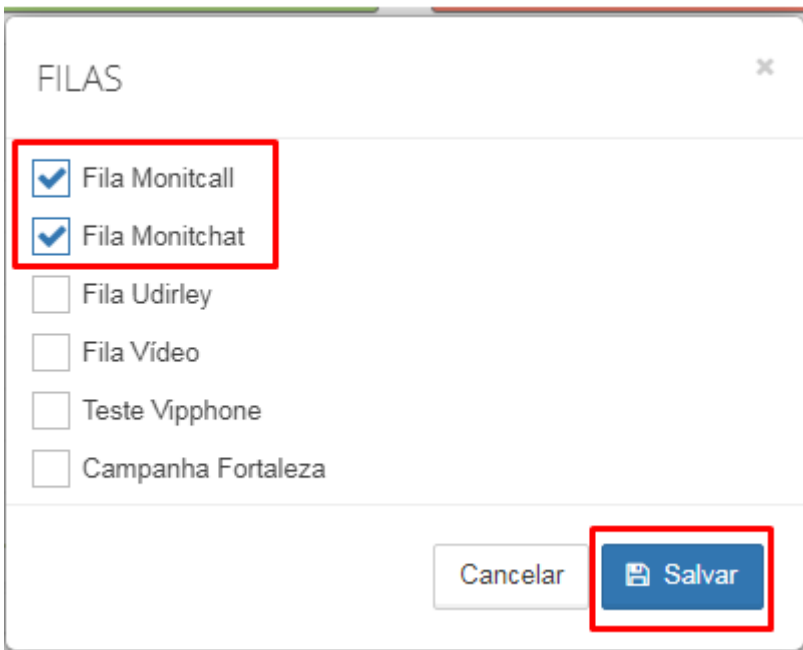 FILAS
Fila Monitcall
Fila Monitchat
Fila Udirley
Fila Vídeo
Teste Vipphone
Campanha Fortaleza
Cancelar Salvar